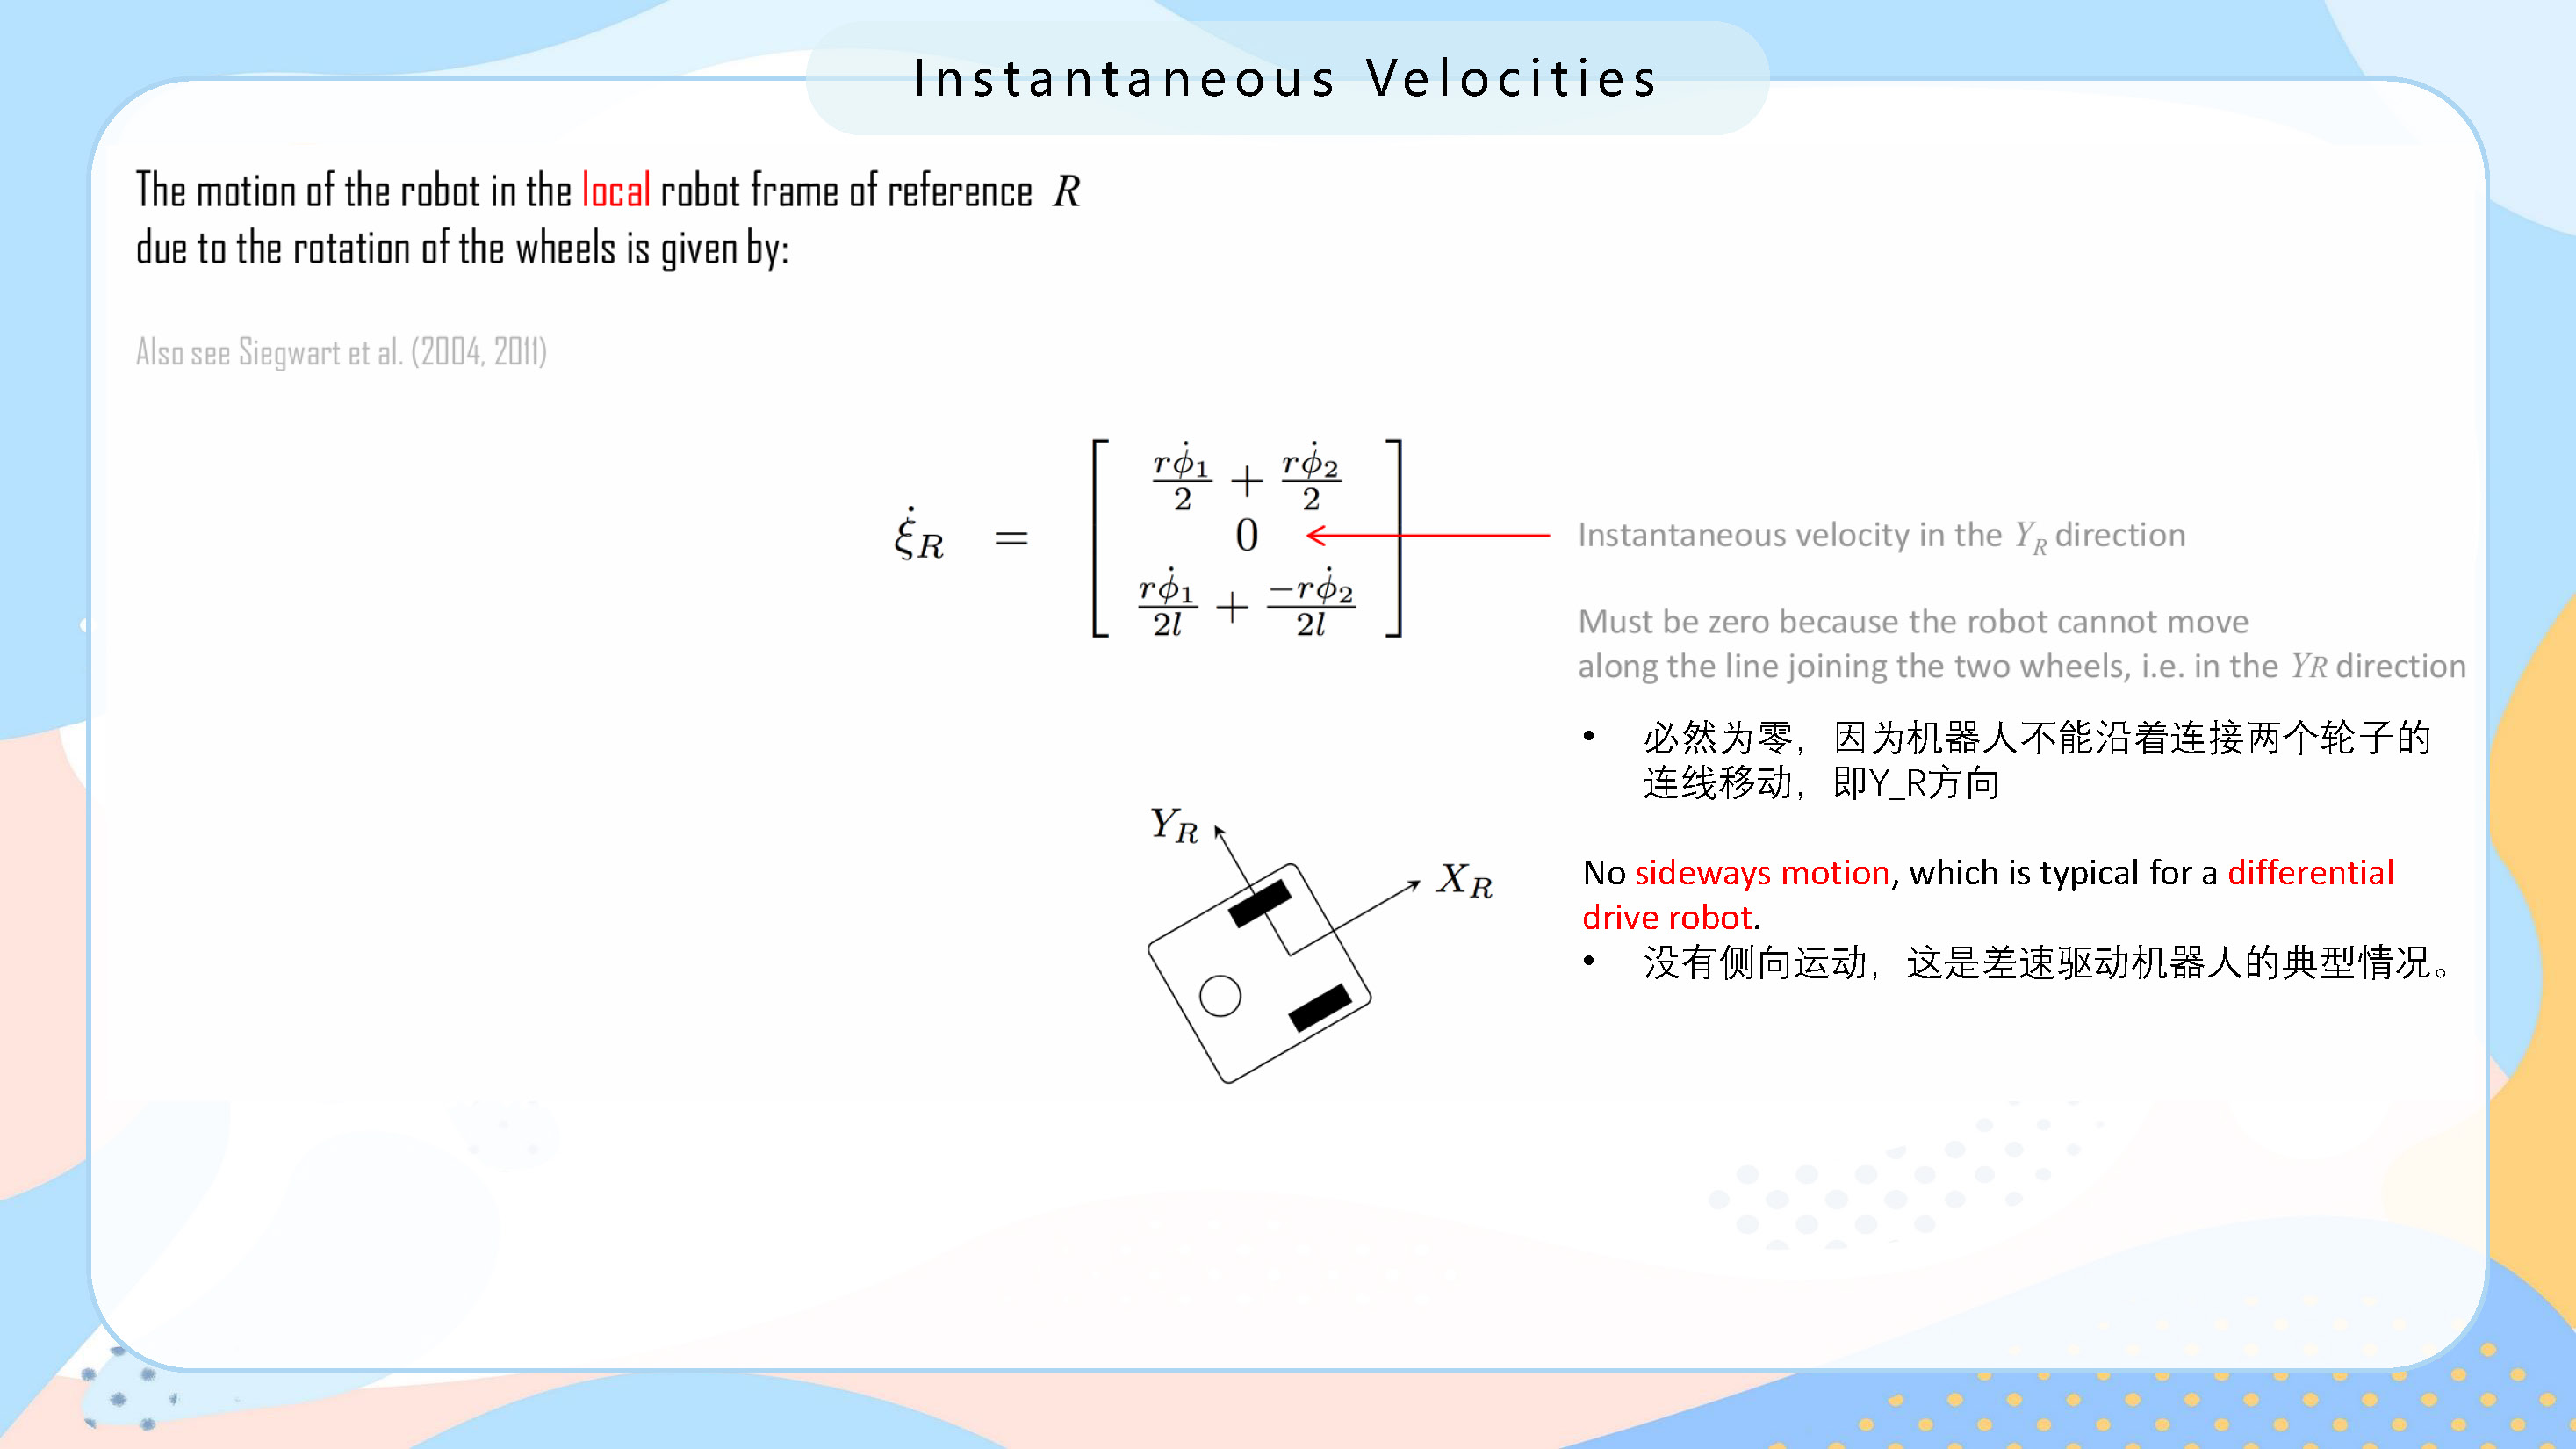 Instantaneous Velocities
The motion of the robot in the local robot frame of reference R
due to the rotation of the wheels is given by:
Also see Siegwart et al. (2004, 2011)
$\dot{\xi}_R = \begin{bmatrix} \frac{r\dot{\phi}_1}{2} + \frac{r\dot{\phi}_2}{2} \\ 0 \\ \frac{r\dot{\phi}_1}{2l} + \frac{-r\dot{\phi}_2}{2l} \end{bmatrix}$
Instantaneous velocity in the $Y_R$ direction
Must be zero because the robot cannot move
along the line joining the two wheels, i.e. in the YR direction
• 必然为零，因为机器人不能沿着连接两个轮子的
连线移动，即Y_R方向
$Y_R$
$X_R$
No sideways motion, which is typical for a differential
drive robot.
• 没有侧向运动，这是差速驱动机器人的典型情况。